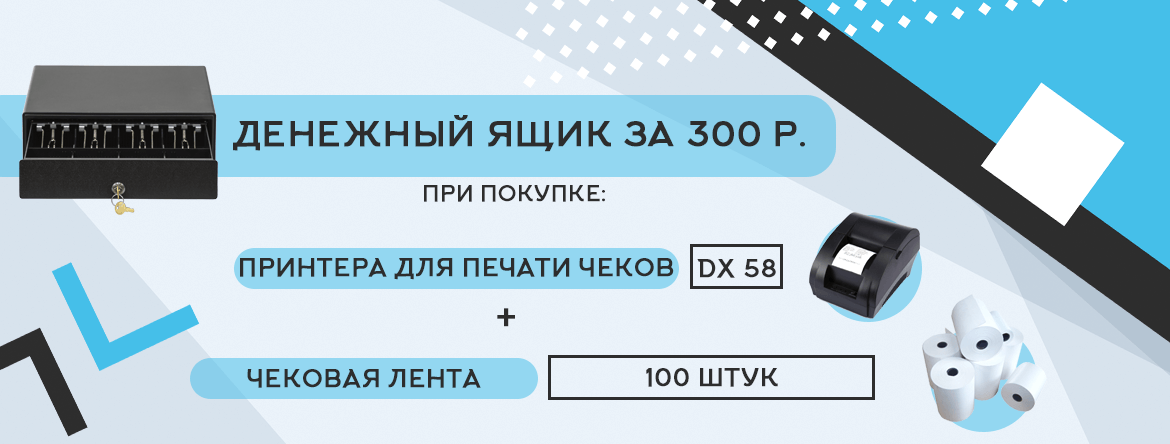 ДЕНЕЖНЫЙ ЯЩИК ЗА 300 Р.
ПРИ ПОКУПКЕ:
ПРИНТЕРА ДЛЯ ПЕЧАТИ ЧЕКОВ DX 58
+
ЧЕКОВАЯ ЛЕНТА 100 ШТУК